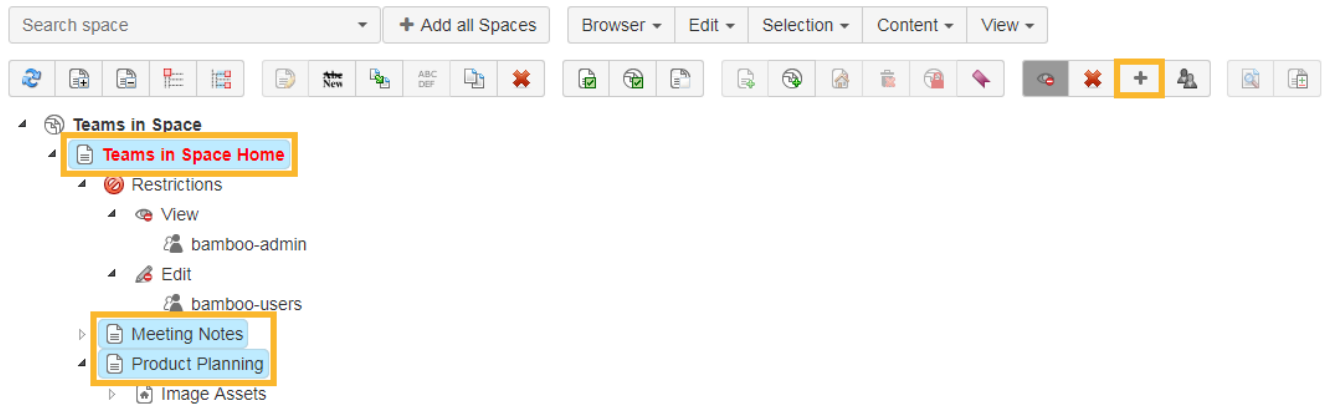 Search space Add all Spaces Browser Edit Selection Content View
Abc New ABC DEF
Teams in Space
Teams in Space Home
Restrictions
View
bamboo-admin
Edit
bamboo-users
Meeting Notes
Product Planning
Image Assets